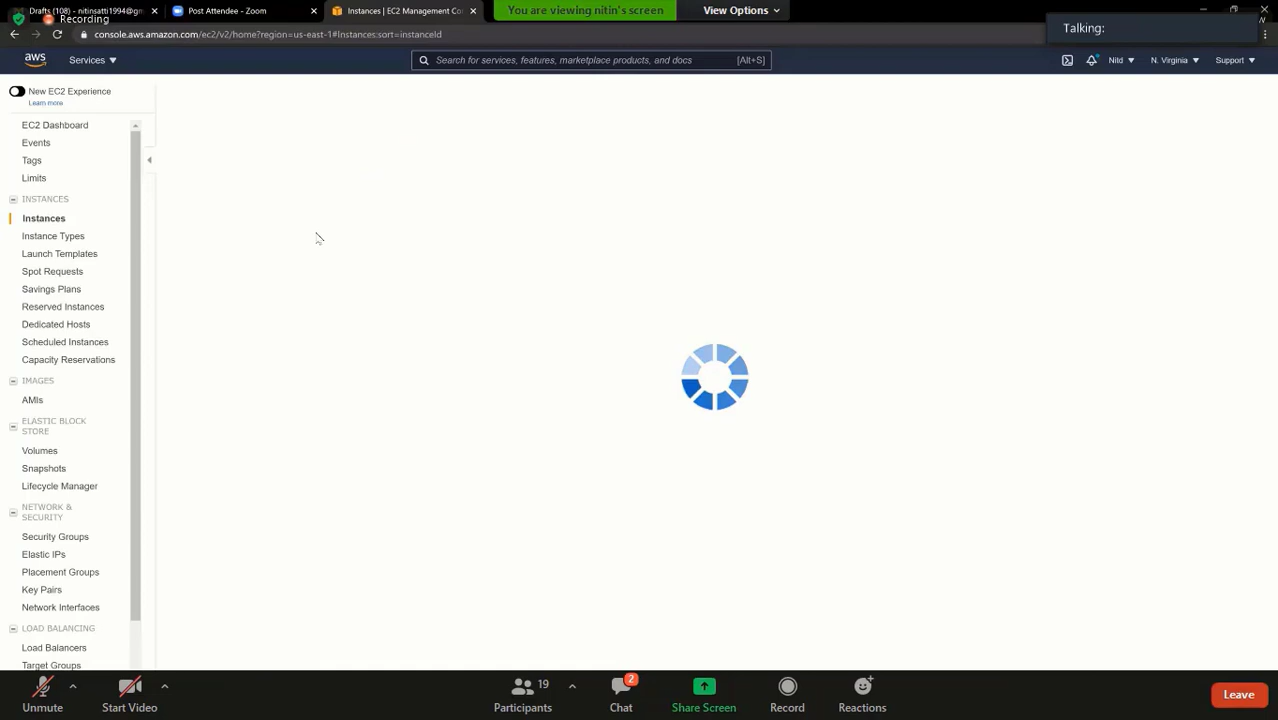 Drafts (108) - nitinsatti1994@gm
Post Attendee - Zoom
Instances | EC2 Management Co
You are viewing nitin's screen
View Options
Recording
Talking:
console.aws.amazon.com/ec2/v2/home?region=us-east-1#Instances:sort=instanceId
aws
Services
Search for services, features, marketplace products, and docs
[Alt+S]
Nitd
N. Virginia
Support
New EC2 Experience
Learn more
EC2 Dashboard
Events
Tags
Limits
INSTANCES
Instances
Instance Types
Launch Templates
Spot Requests
Savings Plans
Reserved Instances
Dedicated Hosts
Scheduled Instances
Capacity Reservations
IMAGES
AMIs
ELASTIC BLOCK
STORE
Volumes
Snapshots
Lifecycle Manager
NETWORK &
SECURITY
Security Groups
Elastic IPs
Placement Groups
Key Pairs
Network Interfaces
LOAD BALANCING
Load Balancers
Target Groups
Unmute
Start Video
19
Participants
2
Chat
Share Screen
Record
Reactions
Leave